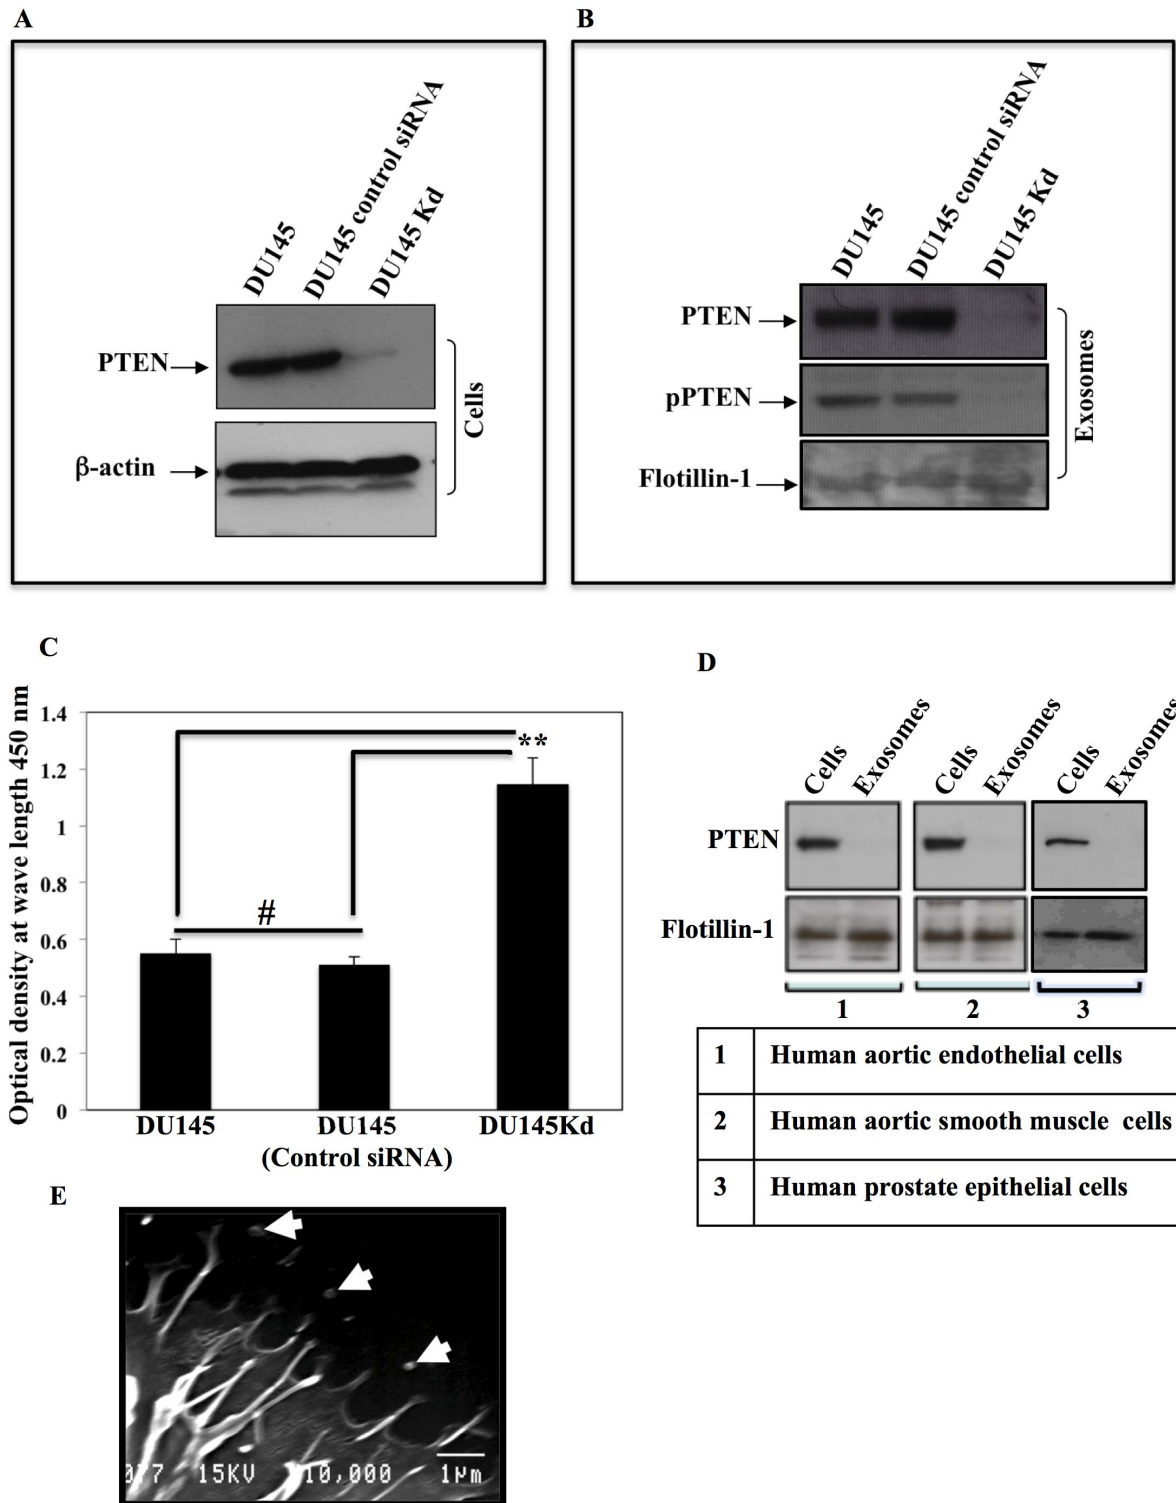 A
B
DU145
DU145 control siRNA
DU145 Kd
PTEN
β-actin
Cells
DU145
DU145 control siRNA
DU145 Kd
PTEN
pPTEN
Flotillin-1
Exosomes
C
Optical density at wave length 450 nm
1.4
1.2
1
0.8
0.6
0.4
0.2
0
**
#
DU145
DU145
(Control siRNA)
DU145Kd
D
Cells
Exosomes
Cells
Exosomes
Cells
Exosomes
PTEN
Flotillin-1
1 2 3
1 Human aortic endothelial cells
2 Human aortic smooth muscle cells
3 Human prostate epithelial cells
E
15KV 10,000 1µm